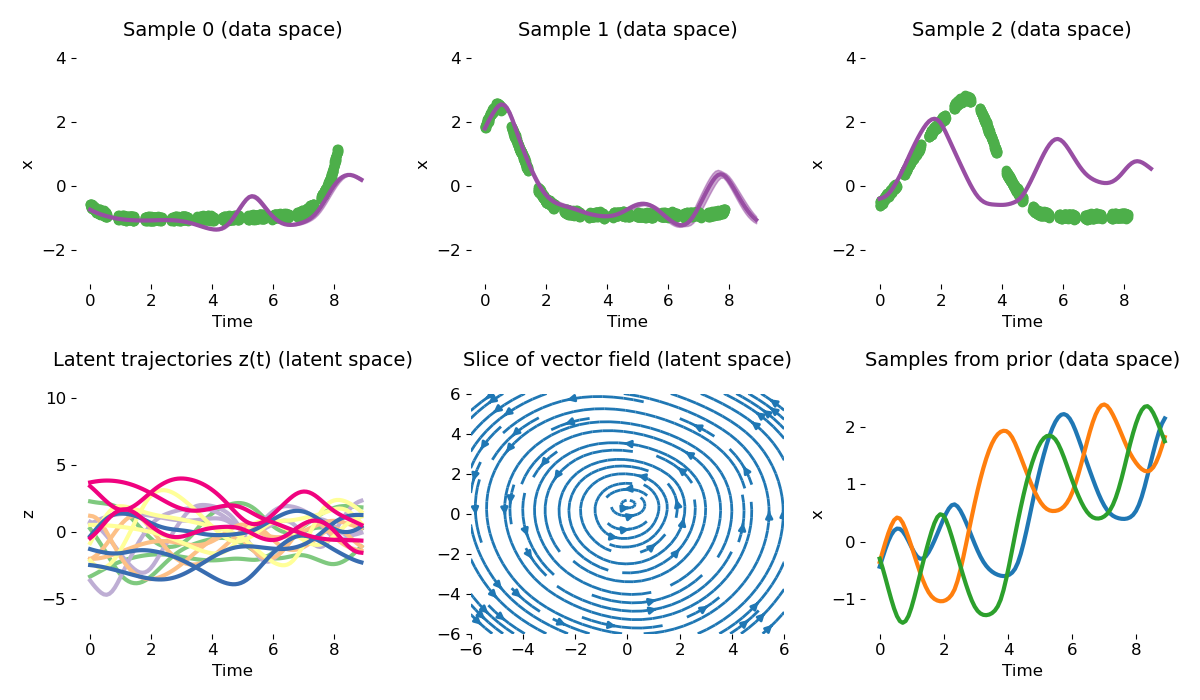 Sample 0 (data space)
4
2
0
−2
x
0 2 4 6 8
Time
Sample 1 (data space)
4
2
0
−2
x
0 2 4 6 8
Time
Sample 2 (data space)
4
2
0
−2
x
0 2 4 6 8
Time
Latent trajectories z(t) (latent space)
10
5
0
−5
z
0 2 4 6 8
Time
Slice of vector field (latent space)
6
4
2
0
−2
−4
−6
−6 −4 −2 0 2 4 6
Samples from prior (data space)
2
1
0
−1
x
0 2 4 6 8
Time